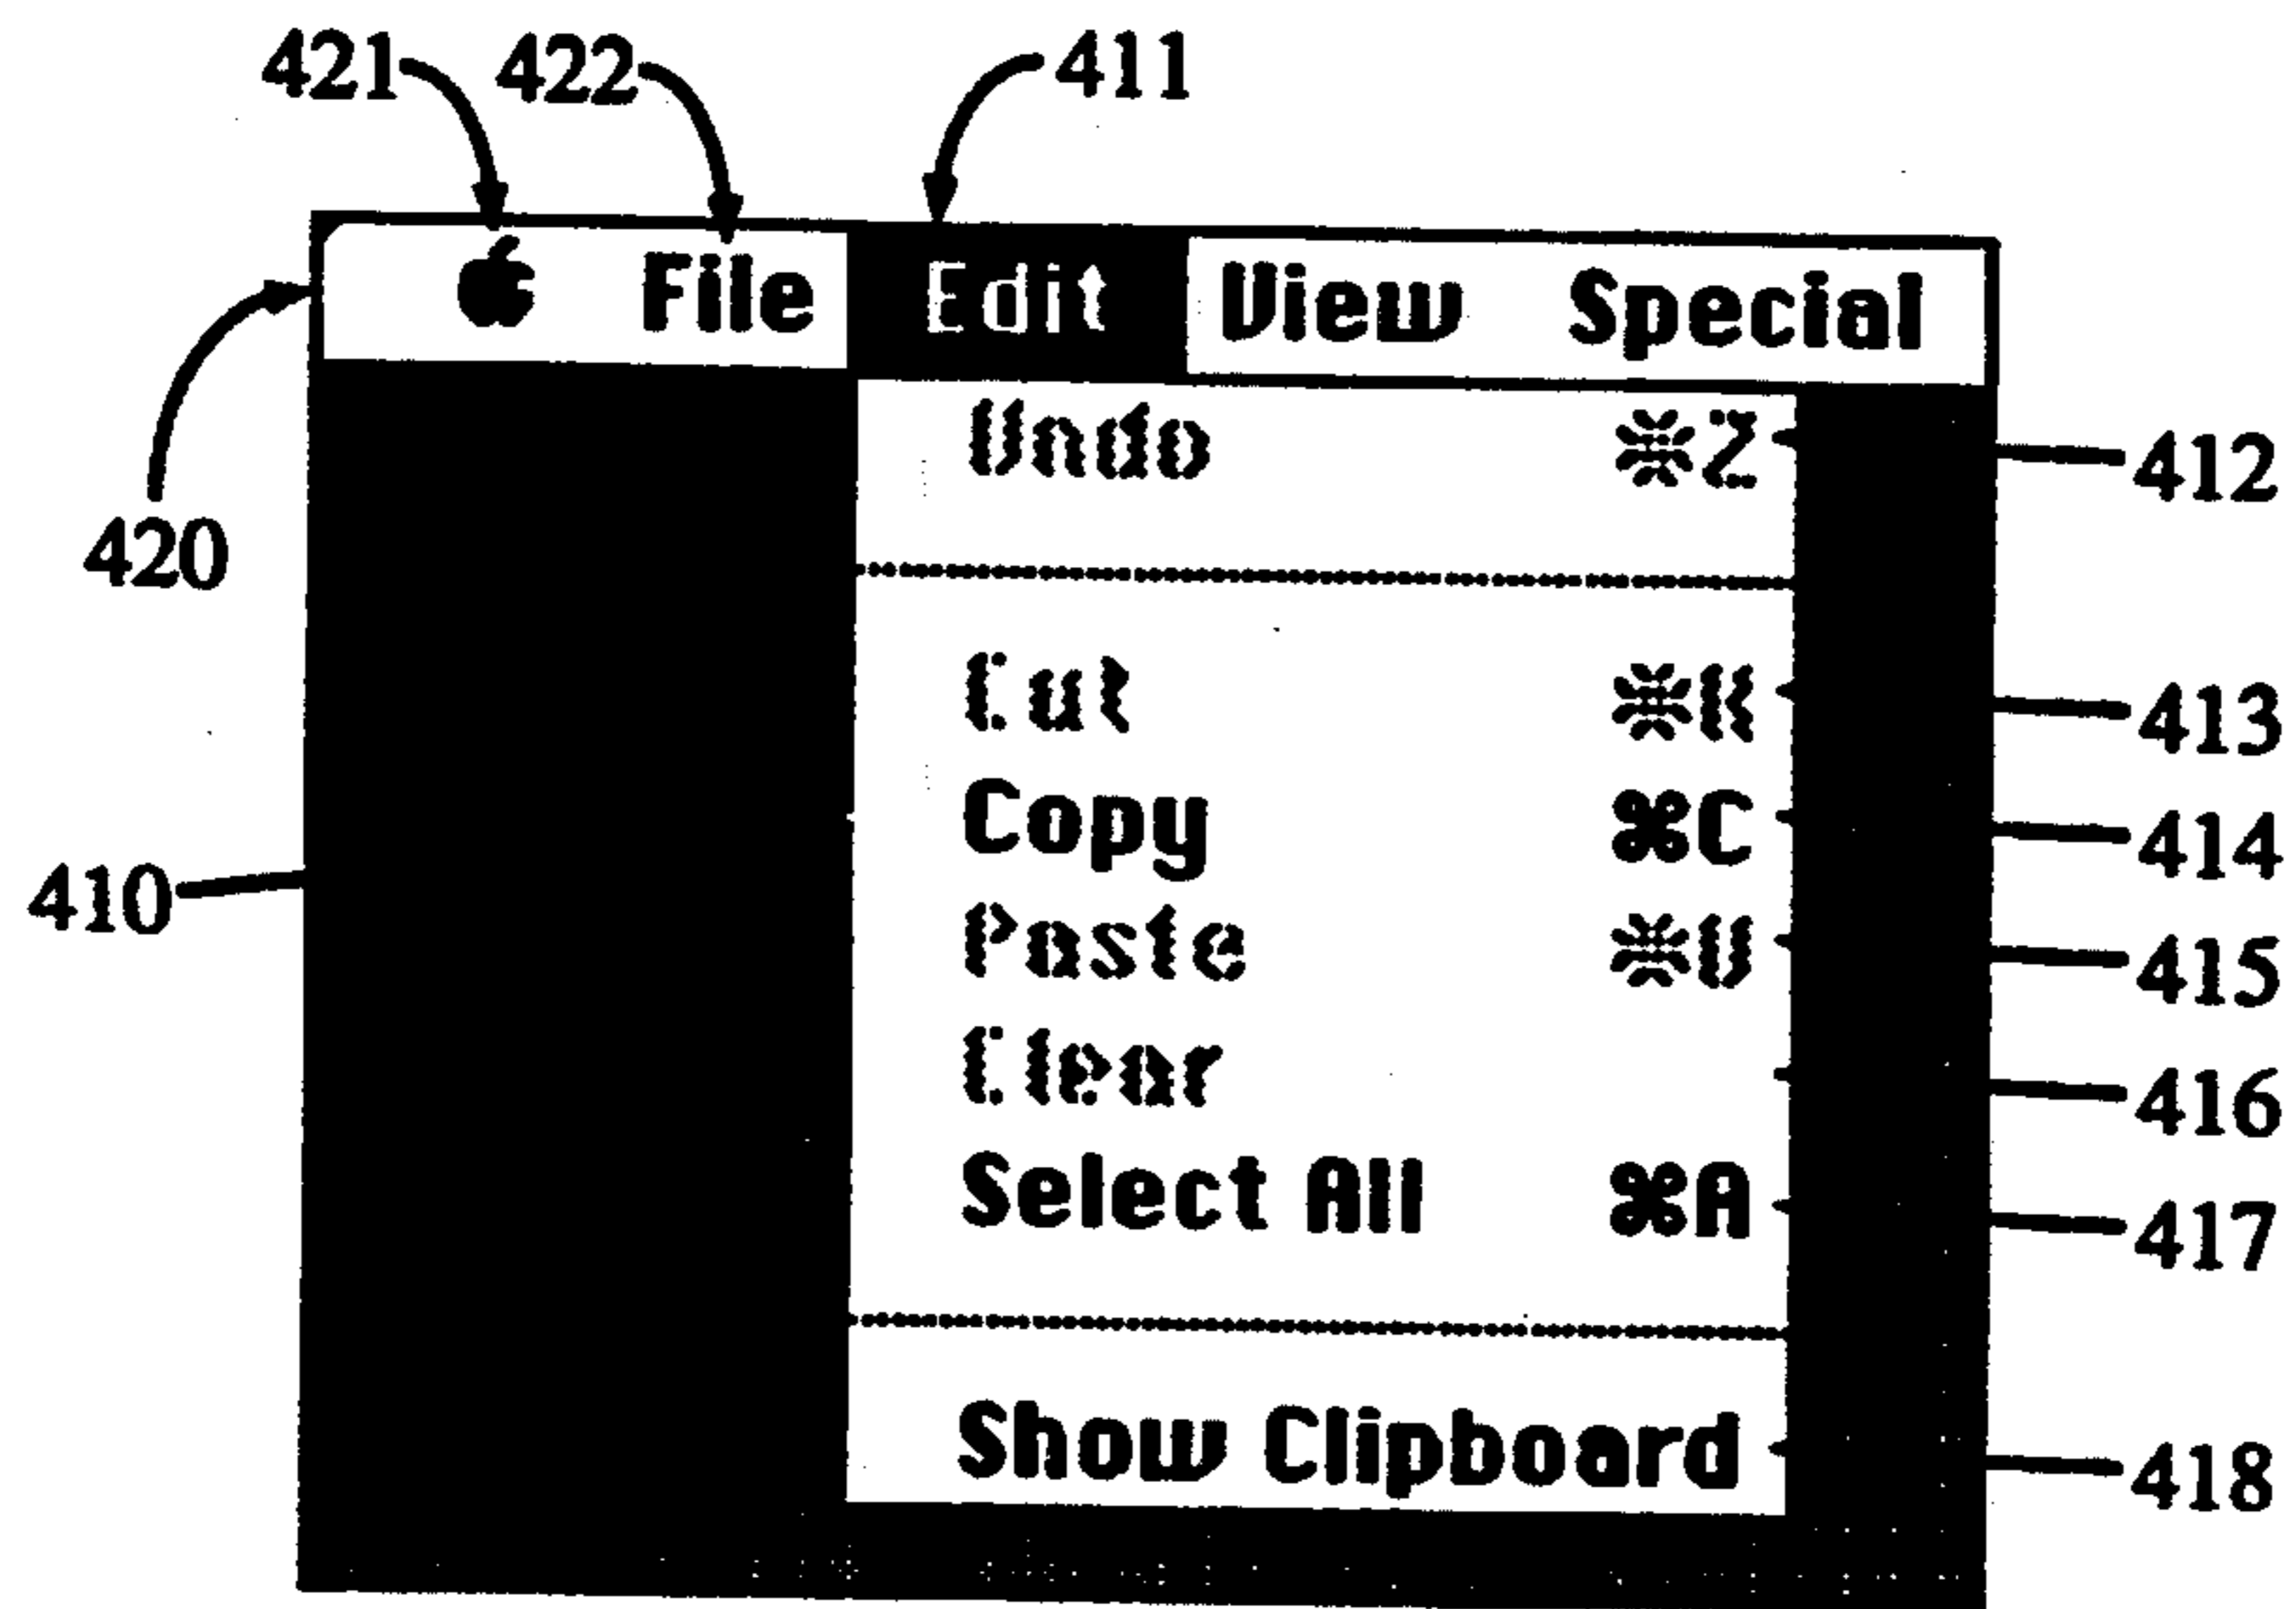 421 422 411
File Edit View Special
420
Undo ⌘Z 412
Cut ⌘X 413
Copy ⌘C 414
410
Paste ⌘V 415
Clear 416
Select All ⌘A 417
Show Clipboard 418